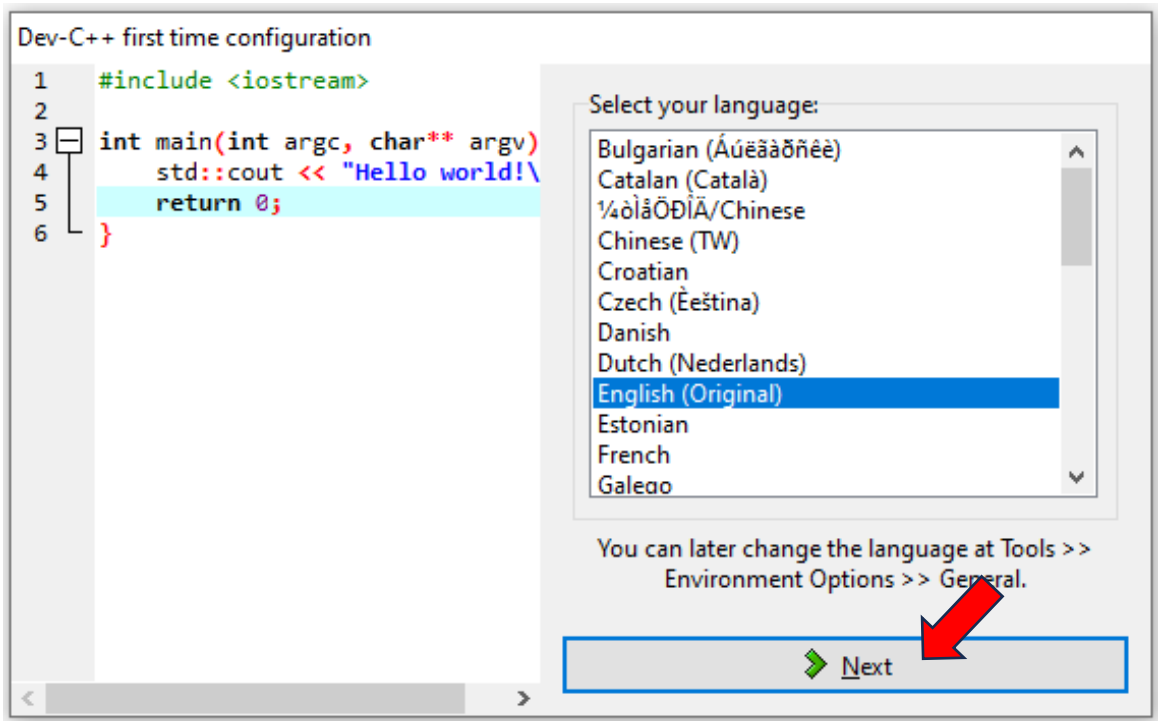 Dev-C++ first time configuration
1 #include <iostream>
2
3 int main(int argc, char** argv)
4 std::cout << "Hello world!\
5 return 0;
6 }
Select your language:
Bulgarian (Áúëãàðñêè)
Catalan (Català)
¼òÌåÖÐÎÄ/Chinese
Chinese (TW)
Croatian
Czech (Èeština)
Danish
Dutch (Nederlands)
English (Original)
Estonian
French
Galego
You can later change the language at Tools >>
Environment Options >> General.
Next